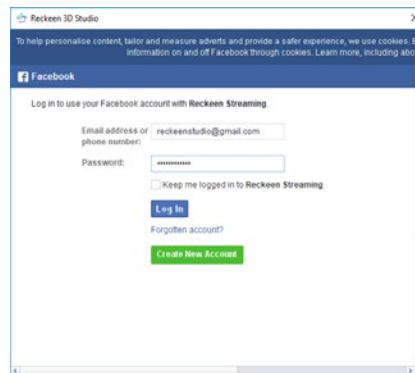 Reckeen 3D Studio
To help personalise content, tailor and measure adverts and provide a safer experience, we use cookies.
information on and off Facebook through cookies. Learn more, including abo
Facebook
Log in to use your Facebook account with Reckeen Streaming.
Email address or
phone number:
reckeenstudio@gmail.com
Password:
Keep me logged in to Reckeen Streaming
Log In
Forgotten account?
Create New Account